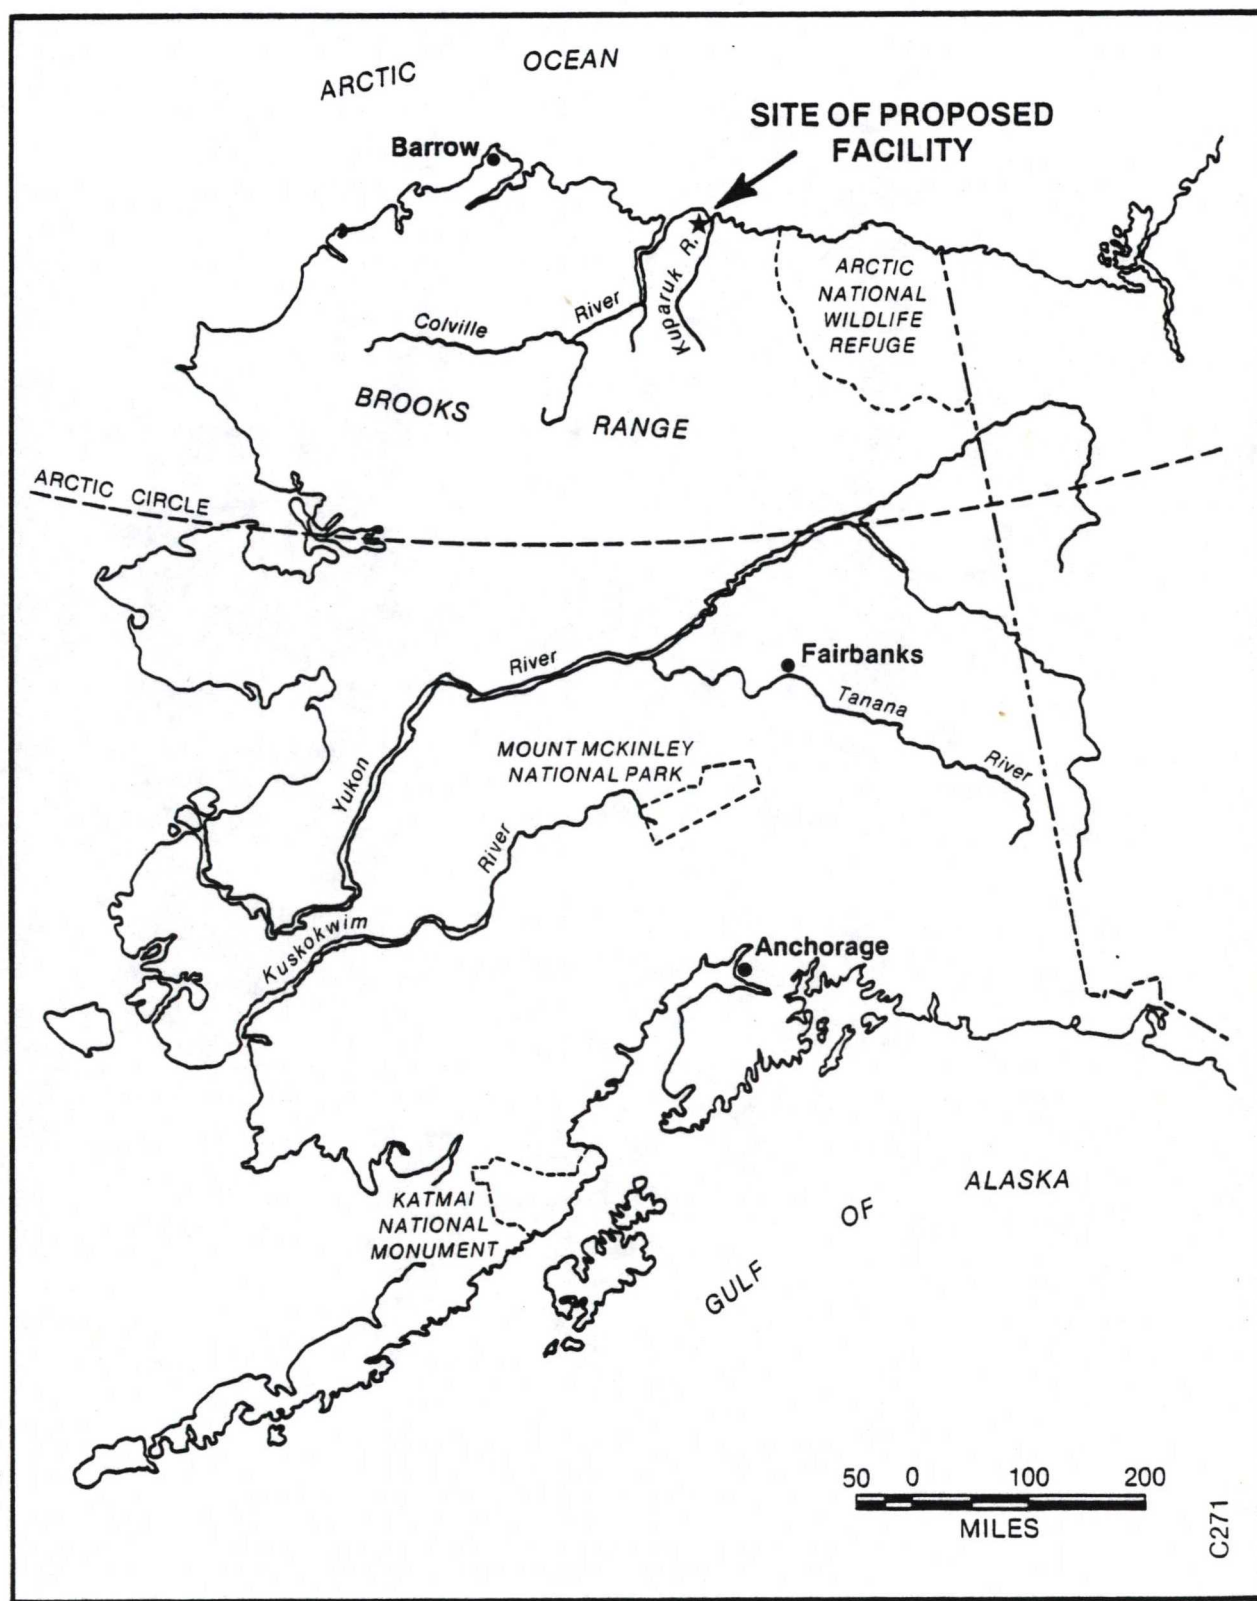 ARCTIC OCEAN
SITE OF PROPOSED
FACILITY
Barrow
Kuparuk R.
ARCTIC
NATIONAL
WILDLIFE
REFUGE
Colville River
BROOKS RANGE
ARCTIC CIRCLE
Fairbanks
Yukon River
Tanana River
MOUNT MCKINLEY
NATIONAL PARK
Kuskokwim River
Anchorage
KATMAI
NATIONAL
MONUMENT
GULF OF ALASKA
50 0 100 200
MILES
C271